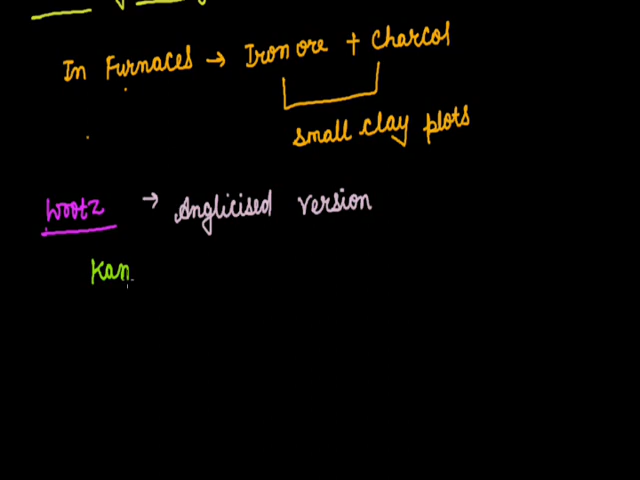 In Furnaces → Iron ore + Charcol
small clay plots
Wootz → Anglicised version
Kan